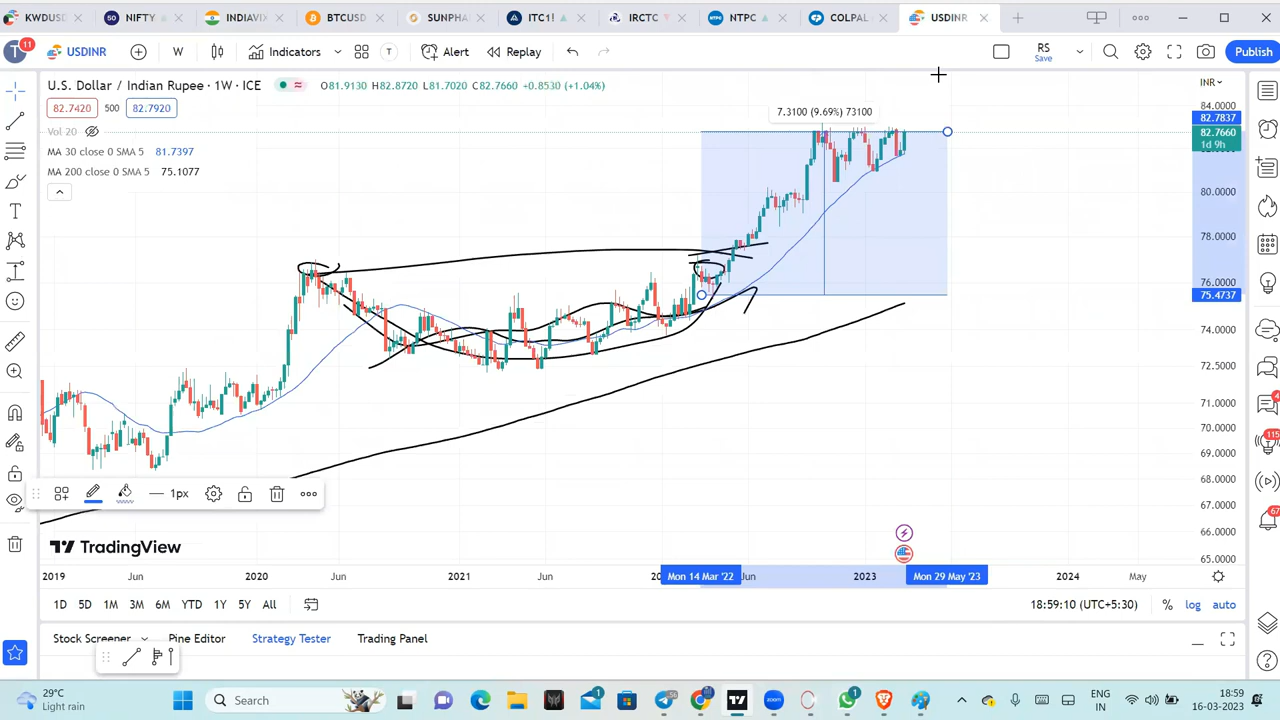 KWDUSD NIFTY INDIAVIX BTCUSD SUNPHA ITC1! IRCTC NTPC COLPAL USDINR
T 11 USDINR W Indicators T Alert Replay RS Save Publish
U.S. Dollar / Indian Rupee · 1W · ICE O81.9130 H82.8720 L81.7020 C82.7660 +0.8530 (+1.04%) INR
82.7420 500 82.7920
Vol 20
MA 30 close 0 SMA 5 81.7397
MA 200 close 0 SMA 5 75.1077
7.3100 (9.69%) 73100
84.0000
82.7837
82.7660
1d 9h
80.0000
78.0000
76.0000
75.4737
74.0000
72.5000
71.0000
70.0000
69.0000
68.0000
67.0000
66.0000
65.0000
4
115
67
1px
TradingView
2019 Jun 2020 Jun 2021 Jun Mon 14 Mar '22 Jun 2023 Mon 29 May '23 2024 May
1D 5D 1M 3M 6M YTD 1Y 5Y All 18:59:10 (UTC+5:30) % log auto
Stock Screener Pine Editor Strategy Tester Trading Panel
29°C
Light rain
Search
zoom
1
1
ENG
IN
18:59
16-03-2023